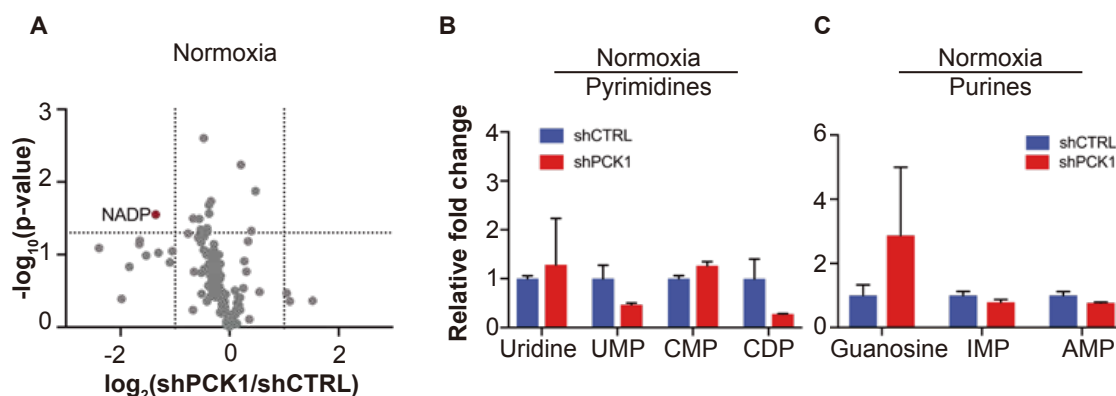 A
Normoxia
-log10(p-value)
3
2
1
0
NADP
-2
0
2
log2(shPCK1/shCTRL)
B
Normoxia
Pyrimidines
Relative fold change
4
3
2
1
0
shCTRL
shPCK1
Uridine
UMP
CMP
CDP
C
Normoxia
Purines
6
4
2
0
shCTRL
shPCK1
Guanosine
IMP
AMP